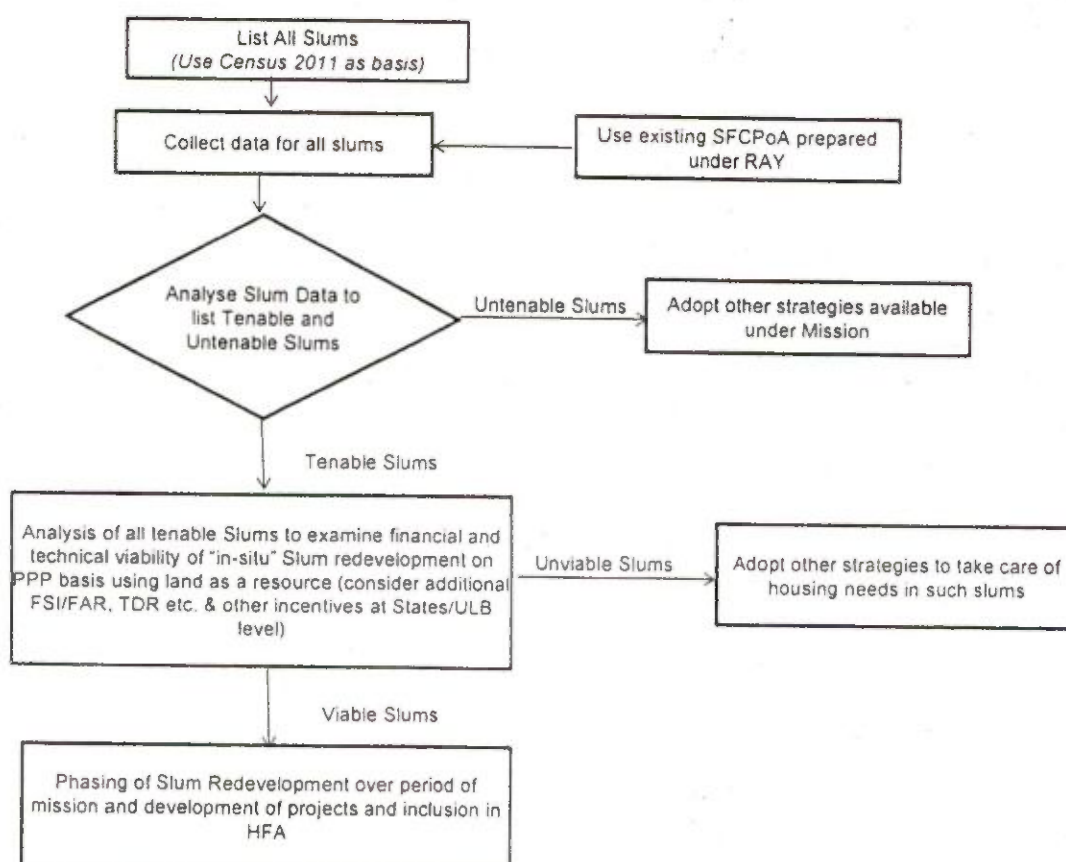 List All Slums
(Use Census 2011 as basis)
Collect data for all slums
Use existing SFCPoA prepared
under RAY
Analyse Slum Data to
list Tenable and
Untenable Slums
Untenable Slums
Adopt other strategies available
under Mission
Tenable Slums
Analysis of all tenable Slums to examine financial and
technical viability of "in-situ" Slum redevelopment on
PPP basis using land as a resource (consider additional
FSI/FAR, TDR etc. & other incentives at States/ULB
level)
Unviable Slums
Adopt other strategies to take care of
housing needs in such slums
Viable Slums
Phasing of Slum Redevelopment over period of
mission and development of projects and inclusion in
HFA